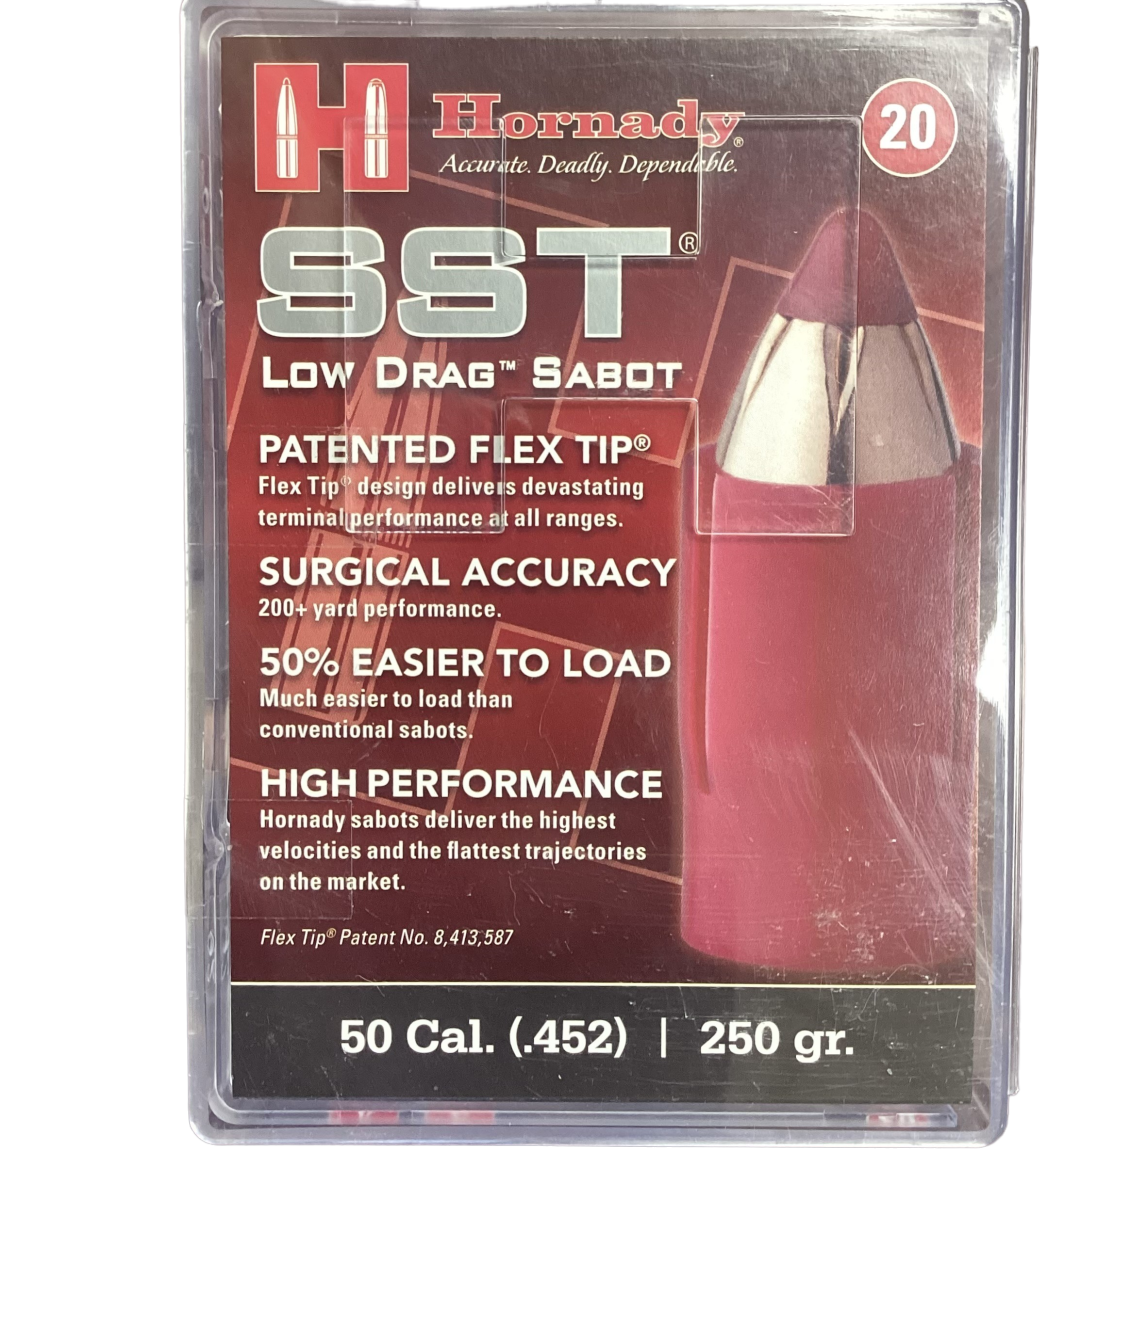 Hornady®
Accurate. Deadly. Dependable.
20
SST®
LOW DRAG™ SABOT
PATENTED FLEX TIP®
Flex Tip® design delivers devastating
terminal performance at all ranges.
SURGICAL ACCURACY
200+ yard performance.
50% EASIER TO LOAD
Much easier to load than
conventional sabots.
HIGH PERFORMANCE
Hornady sabots deliver the highest
velocities and the flattest trajectories
on the market.
Flex Tip® Patent No. 8,413,587
50 Cal. (.452) | 250 gr.